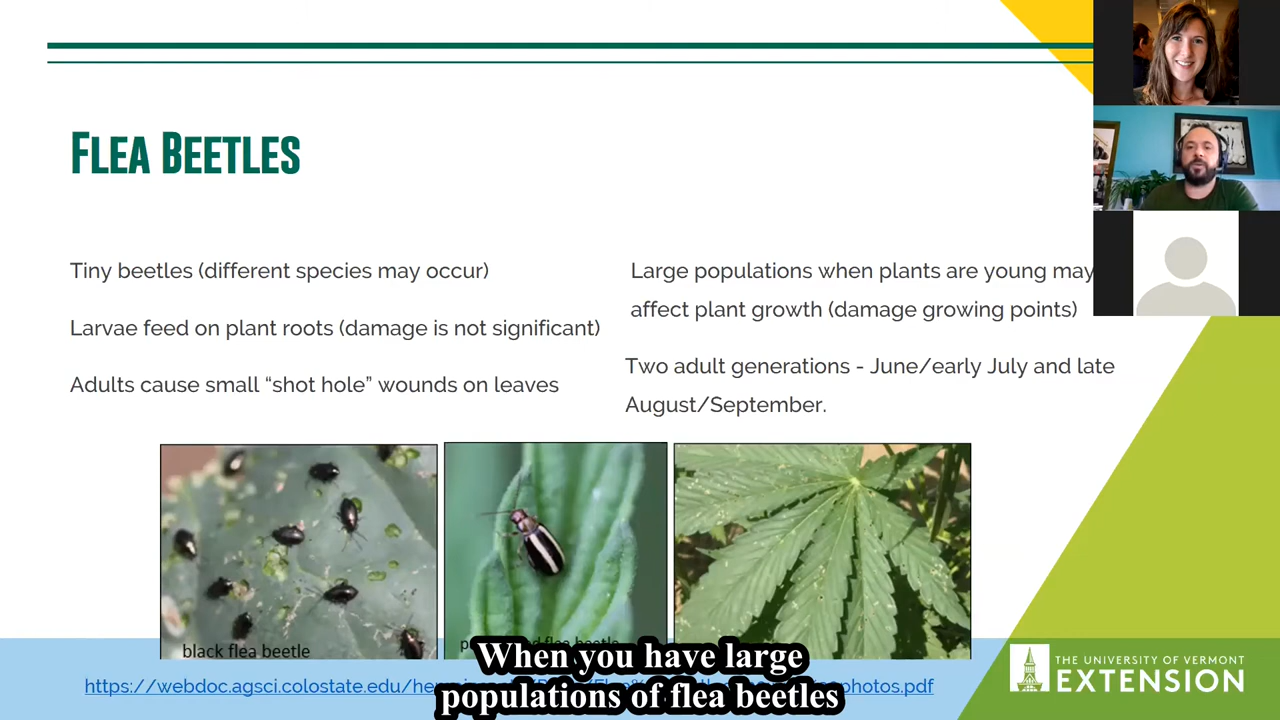 FLEA BEETLES
Tiny beetles (different species may occur)
Larvae feed on plant roots (damage is not significant)
Adults cause small “shot hole” wounds on leaves
Large populations when plants are young may
affect plant growth (damage growing points)
Two adult generations - June/early July and late
August/September.
black flea beetle
flea beetle
When you have large
populations of flea beetles
https://webdoc.agsci.colostate.edu/
photos.pdf
THE UNIVERSITY OF VERMONT
EXTENSION